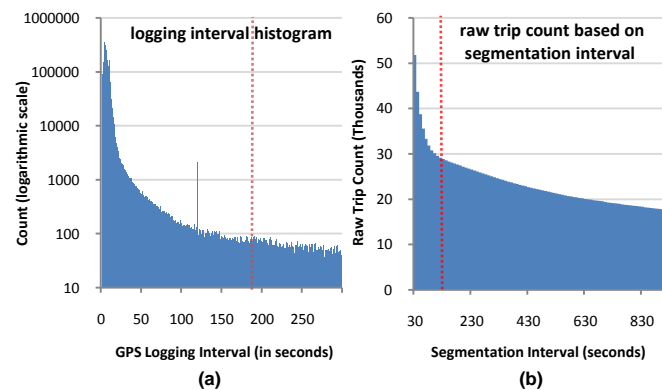 logging interval histogram
Count (logarithmic scale)
1000000
100000
10000
1000
100
10
0
50
100
150
200
250
GPS Logging Interval (in seconds)
(a)
raw trip count based on
segmentation interval
Raw Trip Count (Thousands)
60
50
40
30
20
10
0
30
230
430
630
830
Segmentation Interval (seconds)
(b)